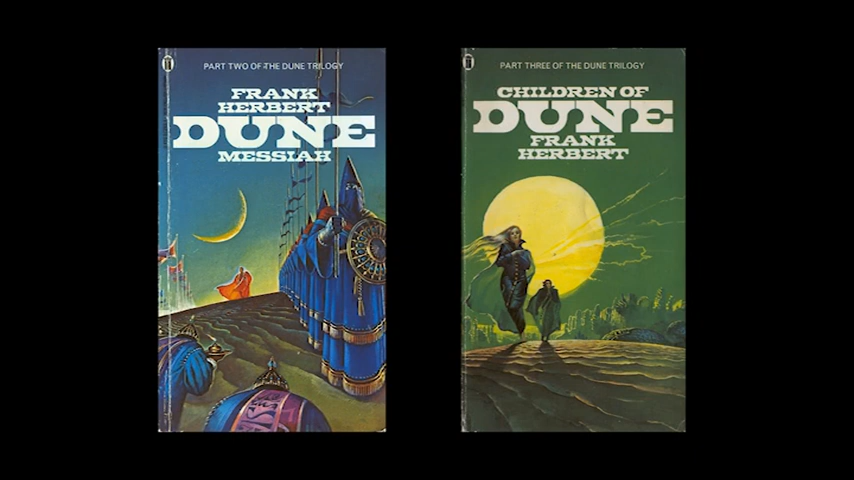 PART TWO OF THE DUNE TRILOGY
FRANK
HERBERT
DUNE
MESSIAH
PART THREE OF THE DUNE TRILOGY
CHILDREN OF
DUNE
FRANK
HERBERT